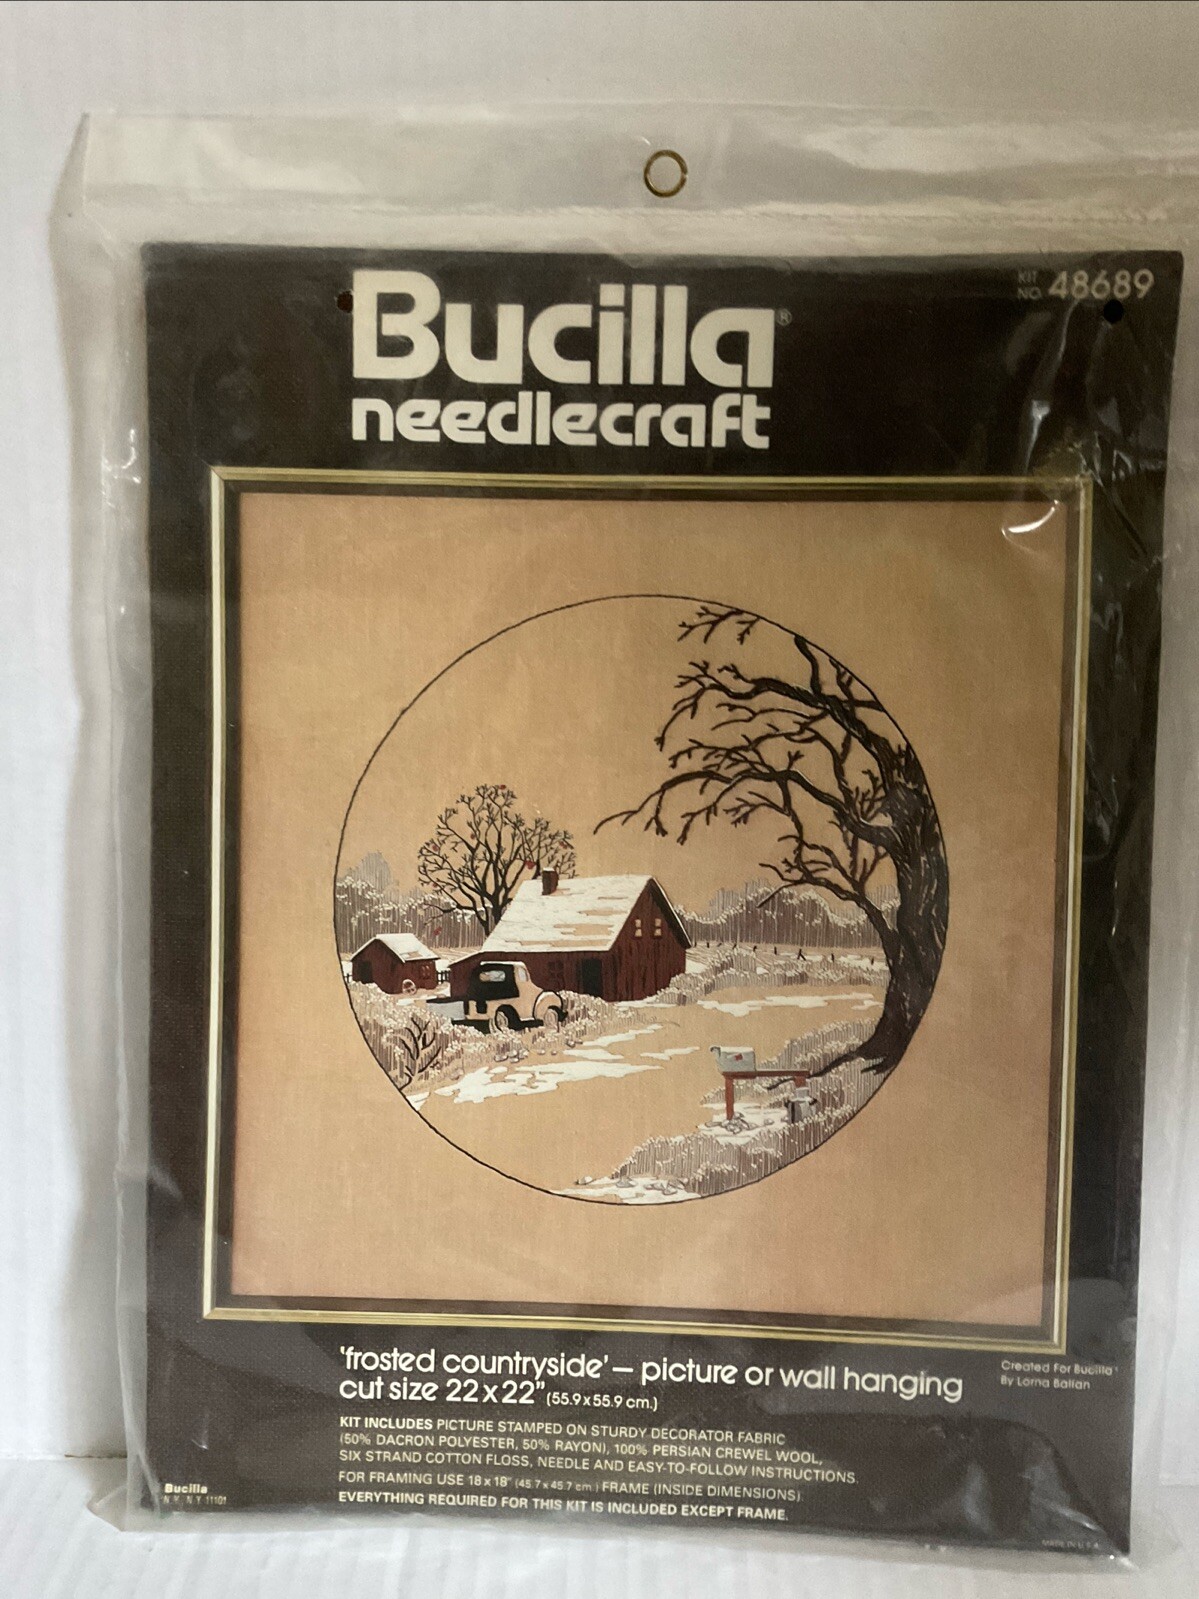 Bucilla®
needlecraft
KIT
NO. 48689
'frosted countryside' — picture or wall hanging
cut size 22 x 22" (55.9 x 55.9 cm.)
Created For Bucilla®
By Lorna Balian
KIT INCLUDES PICTURE STAMPED ON STURDY DECORATOR FABRIC
(50% DACRON POLYESTER, 50% RAYON), 100% PERSIAN CREWEL WOOL,
SIX STRAND COTTON FLOSS, NEEDLE AND EASY-TO-FOLLOW INSTRUCTIONS.
FOR FRAMING USE 18 x 18" (45.7 x 45.7 cm.) FRAME (INSIDE DIMENSIONS)
EVERYTHING REQUIRED FOR THIS KIT IS INCLUDED EXCEPT FRAME.
Bucilla
N.Y., N.Y. 11101
MADE IN U.S.A.